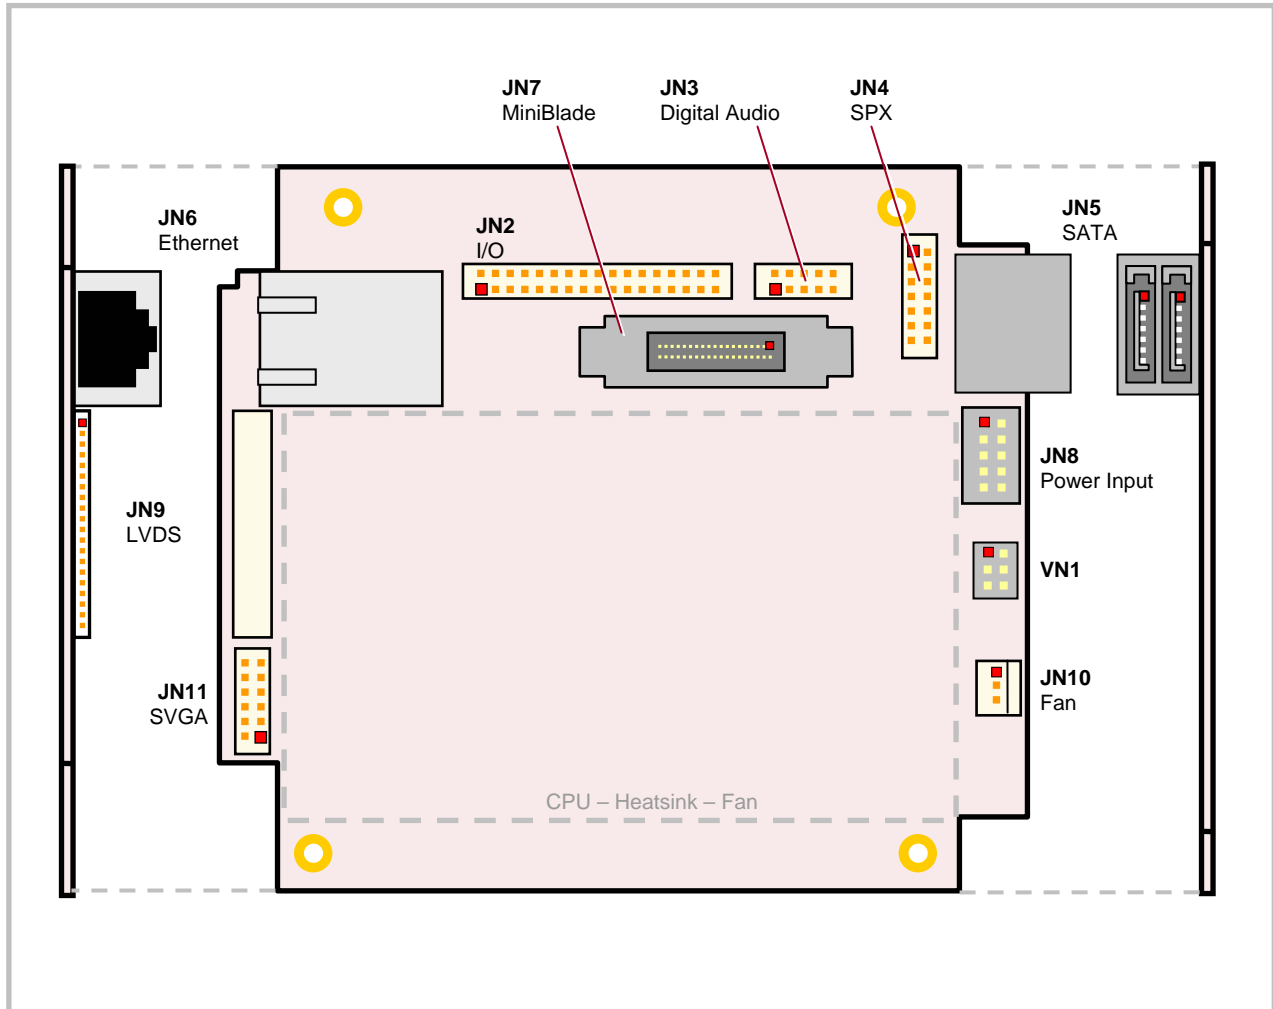 JN7
MiniBlade
JN3
Digital Audio
JN4
SPX
JN6
Ethernet
JN2
I/O
JN5
SATA
JN8
Power Input
JN9
LVDS
VN1
JN11
SVGA
JN10
Fan
CPU – Heatsink – Fan